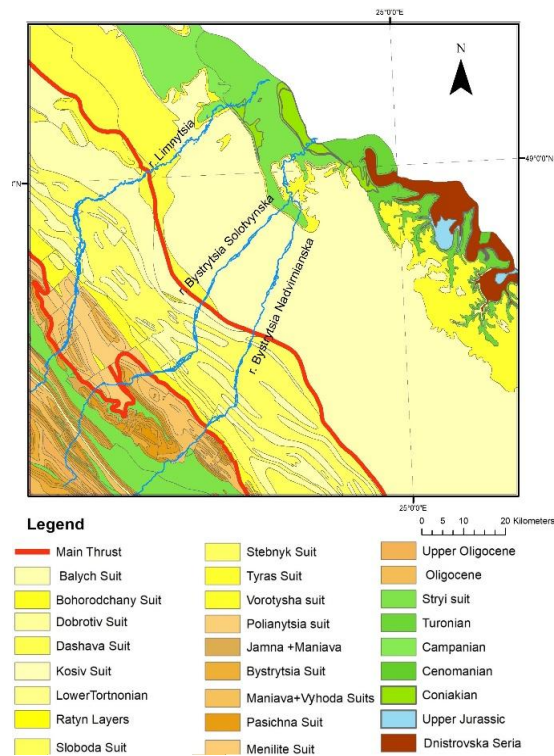 25°0'0"E
N
49°0'0"N
°N
r. Limnytsia
r. Bystrytsia Solotvynska
r. Bystrytsia Nadvirnianska
25°0'0"E
Legend
0 5 10 20 Kilometers
Main Thrust
Balych Suit
Bohorodchany Suit
Dobrotiv Suit
Dashava Suit
Kosiv Suit
LowerTortnonian
Ratyn Layers
Sloboda Suit
Stebnyk Suit
Tyras Suit
Vorotysha suit
Polianytsia suit
Jamna +Maniava
Bystrytsia Suit
Maniava+Vyhoda Suits
Pasichna Suit
Menilite Suit
Upper Oligocene
Oligocene
Stryi suit
Turonian
Campanian
Cenomanian
Coniakian
Upper Jurassic
Dnistrovska Seria